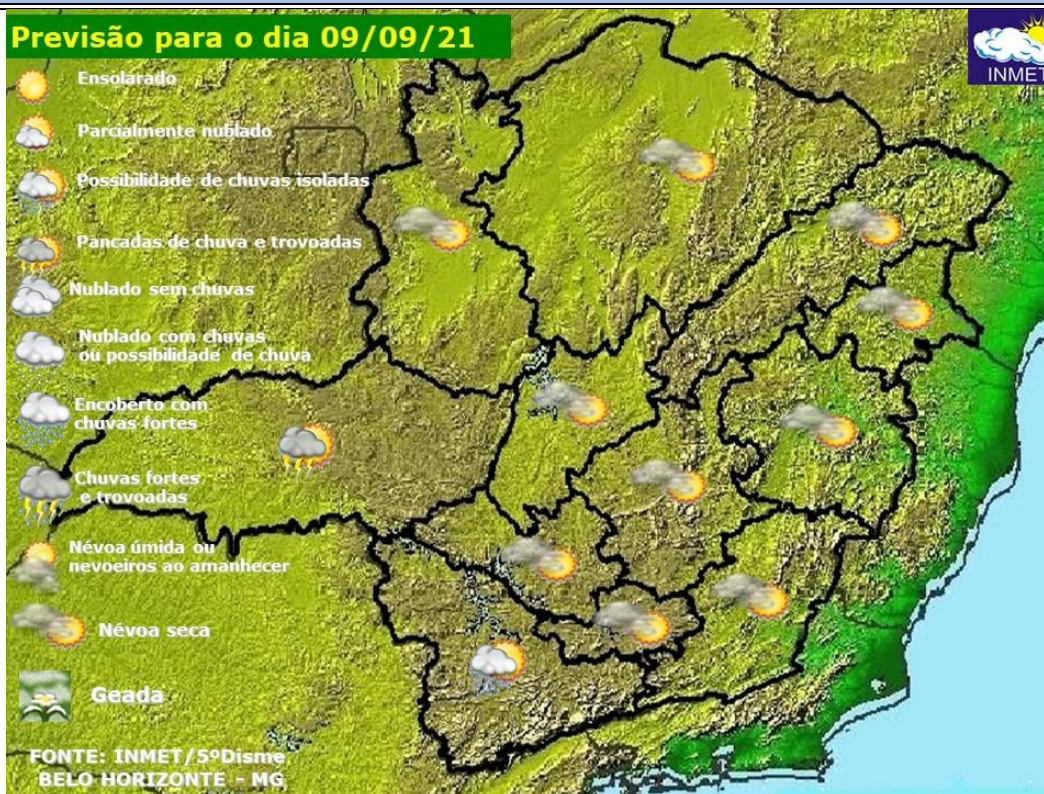 Previsão para o dia 09/09/21
INMET
Ensolarado
Parcialmente nublado
Possibilidade de chuvas isoladas
Pancadas de chuva e trovoadas
Nublado sem chuvas
Nublado com chuvas
ou possibilidade de chuva
Encoberto com
chuvas fortes
Chuvas fortes
e trovoadas
Névoa úmida ou
nevoeiros ao amanhecer
Névoa seca
Geada
FONTE: INMET/5ºDisme
BELO HORIZONTE - MG